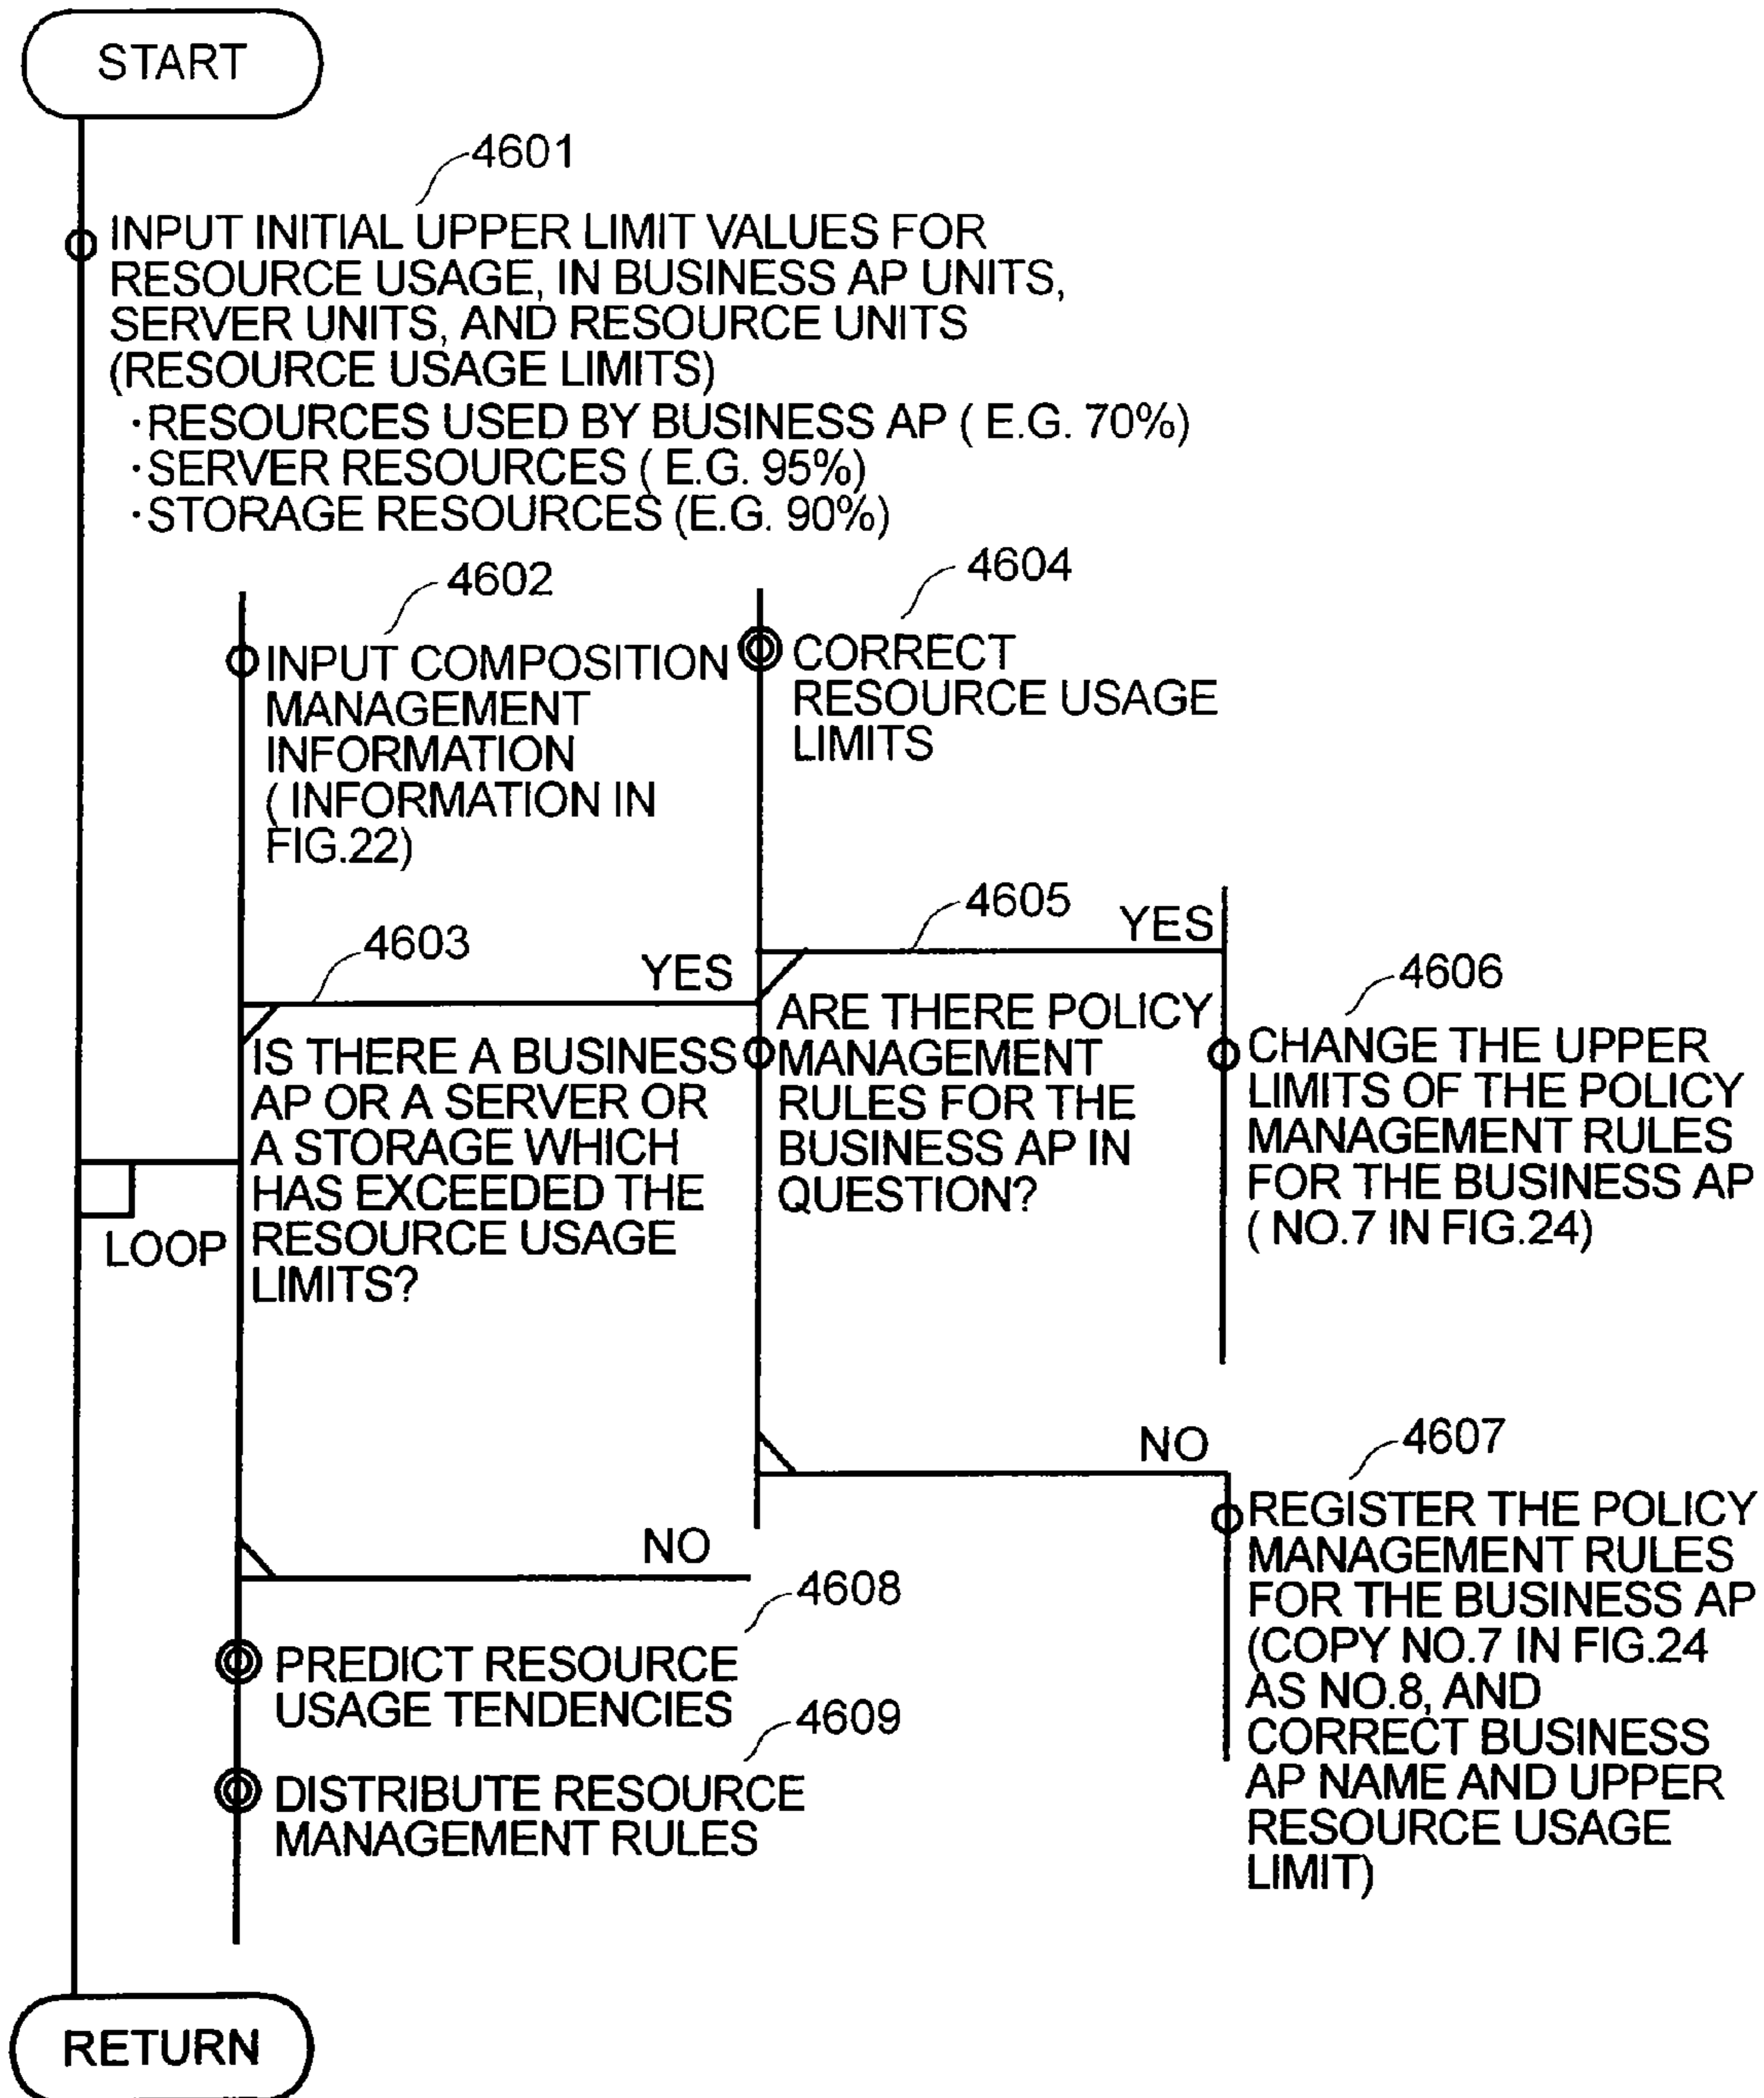 START
4601
INPUT INITIAL UPPER LIMIT VALUES FOR
RESOURCE USAGE, IN BUSINESS AP UNITS,
SERVER UNITS, AND RESOURCE UNITS
(RESOURCE USAGE LIMITS)
·RESOURCES USED BY BUSINESS AP ( E.G. 70%)
·SERVER RESOURCES ( E.G. 95%)
·STORAGE RESOURCES (E.G. 90%)
4602
INPUT COMPOSITION
MANAGEMENT
INFORMATION
( INFORMATION IN
FIG.22)
4604
CORRECT
RESOURCE USAGE
LIMITS
4603
YES
IS THERE A BUSINESS
AP OR A SERVER OR
A STORAGE WHICH
HAS EXCEEDED THE
RESOURCE USAGE
LIMITS?
LOOP
4605
YES
ARE THERE POLICY
MANAGEMENT
RULES FOR THE
BUSINESS AP IN
QUESTION?
4606
CHANGE THE UPPER
LIMITS OF THE POLICY
MANAGEMENT RULES
FOR THE BUSINESS AP
( NO.7 IN FIG.24)
NO
4607
REGISTER THE POLICY
MANAGEMENT RULES
FOR THE BUSINESS AP
(COPY NO.7 IN FIG.24
AS NO.8, AND
CORRECT BUSINESS
AP NAME AND UPPER
RESOURCE USAGE
LIMIT)
NO
4608
PREDICT RESOURCE
USAGE TENDENCIES
4609
DISTRIBUTE RESOURCE
MANAGEMENT RULES
RETURN